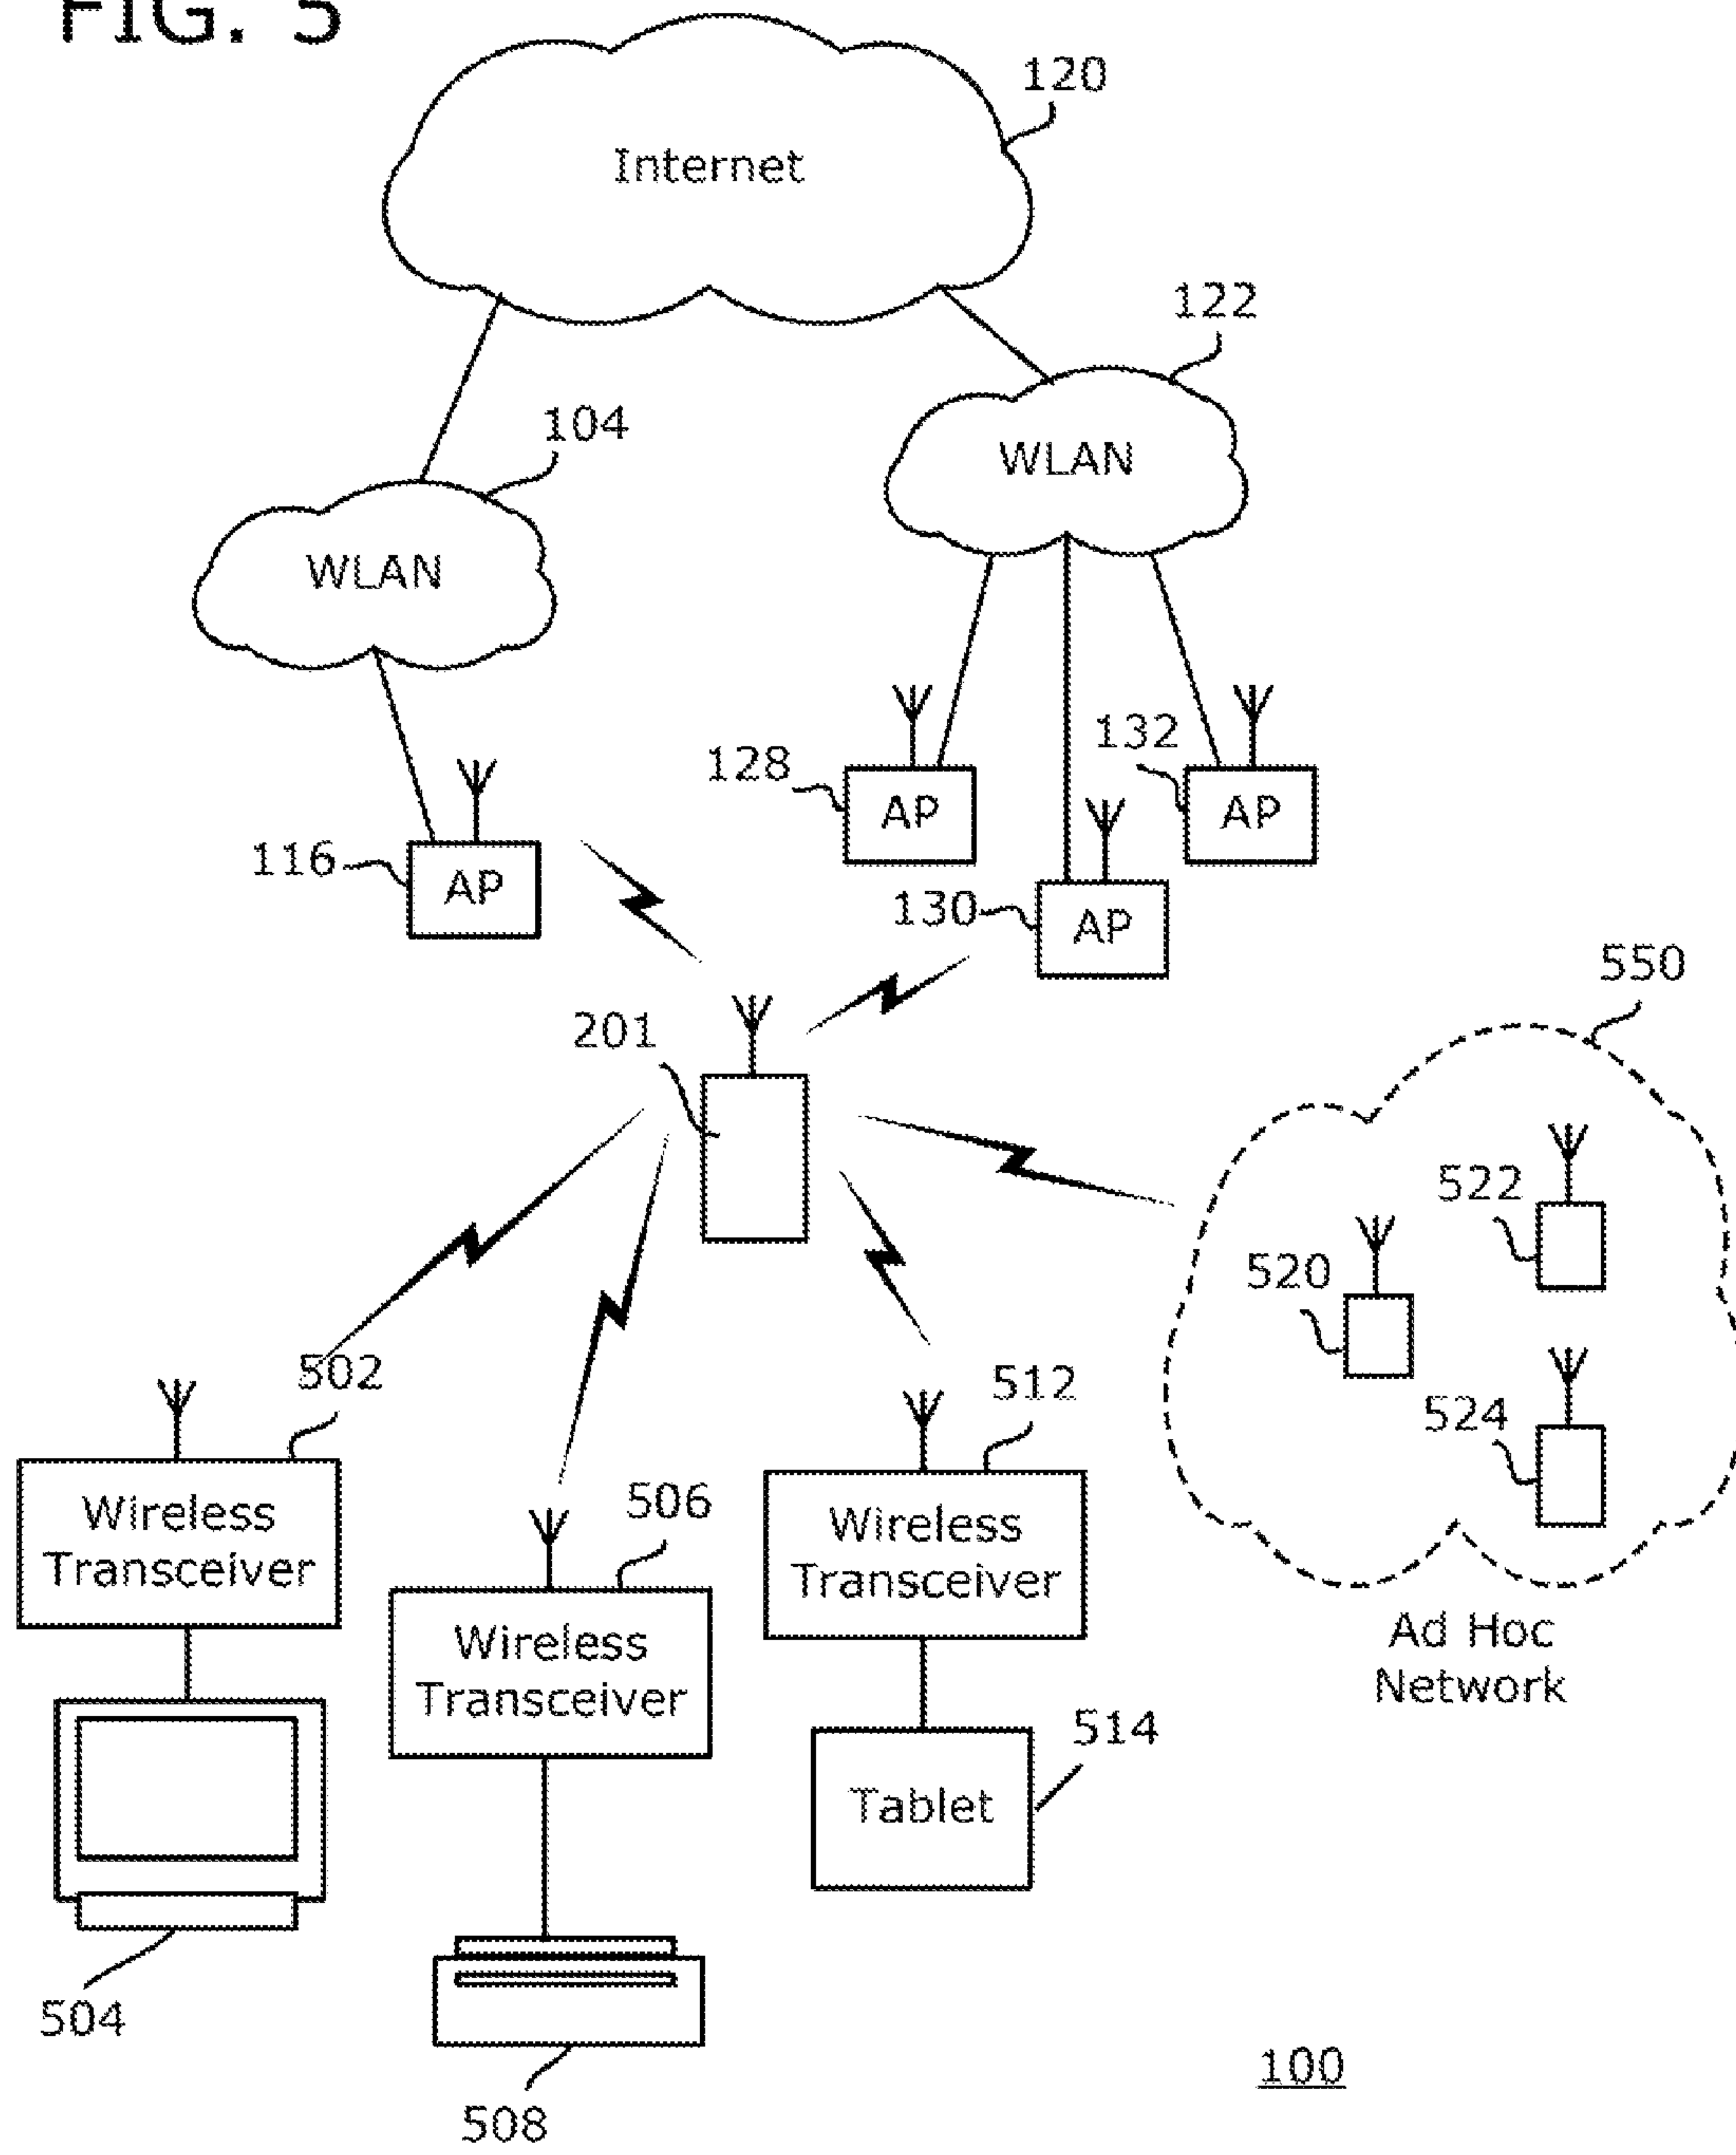 FIG. 5
120
Internet
122
104
WLAN
WLAN
128
132
AP
AP
116
AP
130
AP
550
201
522
520
502
512
524
506
Wireless
Transceiver
Wireless
Transceiver
Wireless
Transceiver
Ad Hoc
Network
514
Tablet
504
100
508